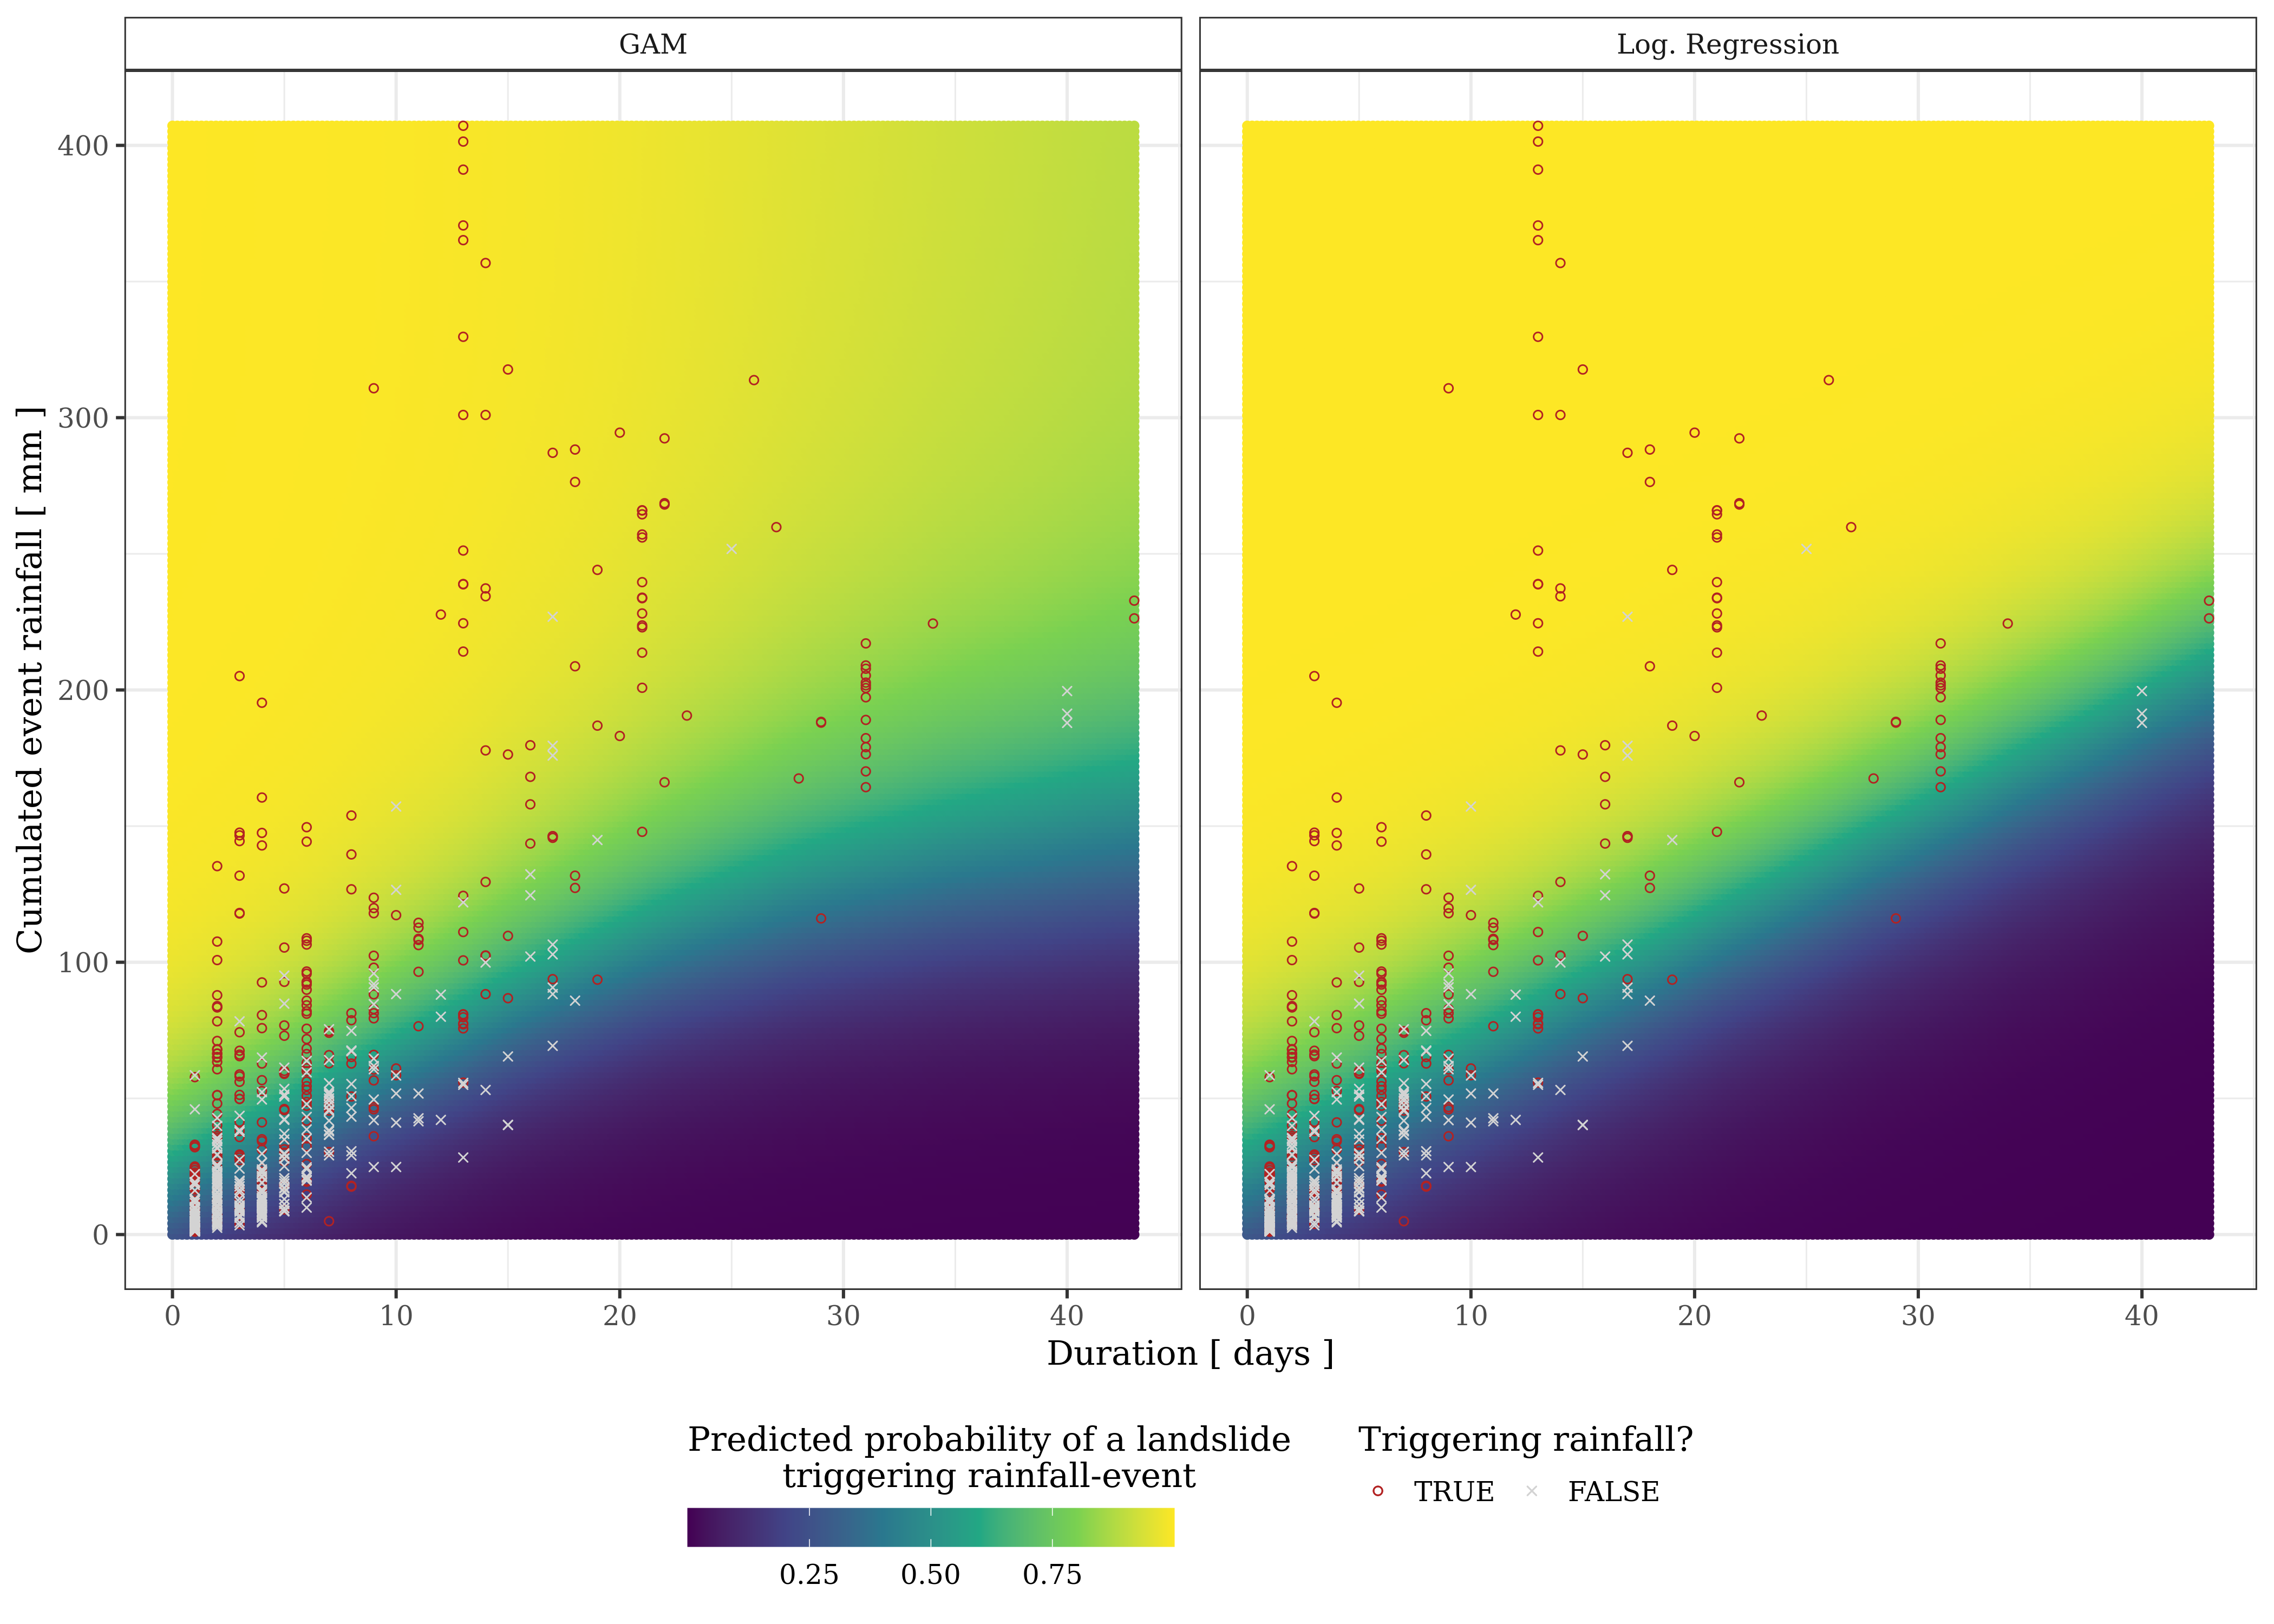 GAM
Log. Regression
Cumulated event rainfall [ mm ]
400
300
200
100
0
0 10 20 30 40
0 10 20 30 40
Duration [ days ]
Predicted probability of a landslide
triggering rainfall-event
0.25 0.50 0.75
Triggering rainfall?
TRUE FALSE